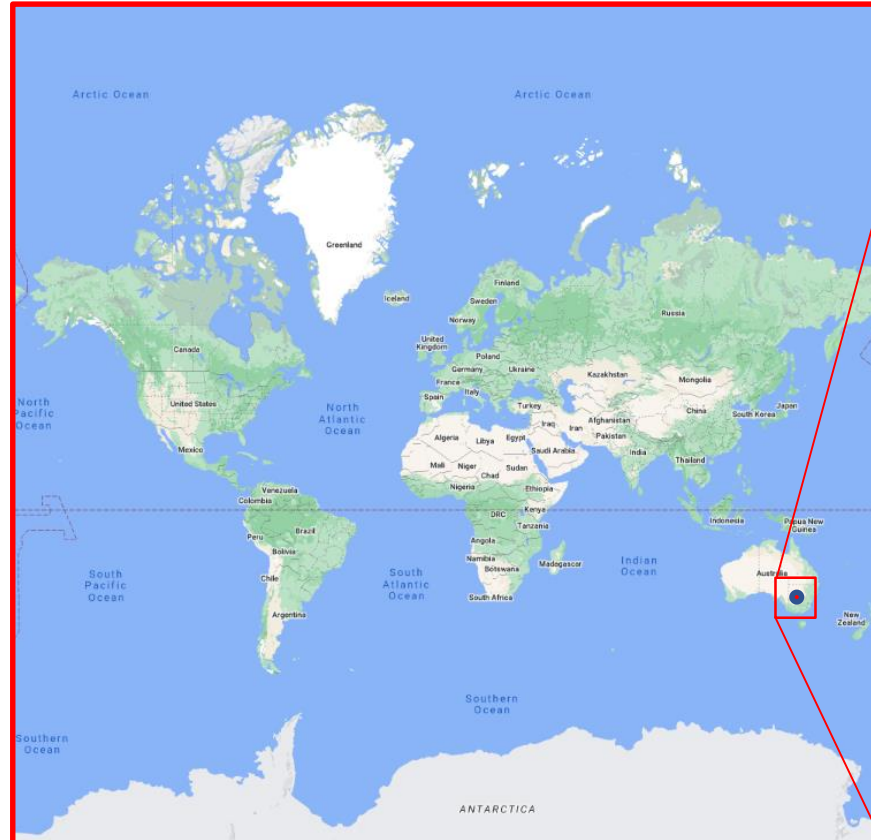 Arctic Ocean
Arctic Ocean
Greenland
Iceland
Finland
Sweden
Norway
Russia
United
Kingdom
Poland
Germany
Ukraine
France
Italy
Spain
Turkey
Kazakhstan
Mongolia
China
South Korea
Japan
Canada
United States
Mexico
North
Pacific
Ocean
North
Atlantic
Ocean
Algeria
Libya
Egypt
Iraq
Iran
Afghanistan
Pakistan
Saudi Arabia
India
Thailand
Mali
Niger
Chad
Sudan
Nigeria
Ethiopia
Kenya
DRC
Tanzania
Venezuela
Colombia
Peru
Brazil
Bolivia
Chile
Argentina
Angola
Namibia
Botswana
Madagascar
South Africa
Indonesia
Papua New
Guinea
Australia
New
Zealand
South
Pacific
Ocean
South
Atlantic
Ocean
Indian
Ocean
Southern
Ocean
Southern
Ocean
ANTARCTICA